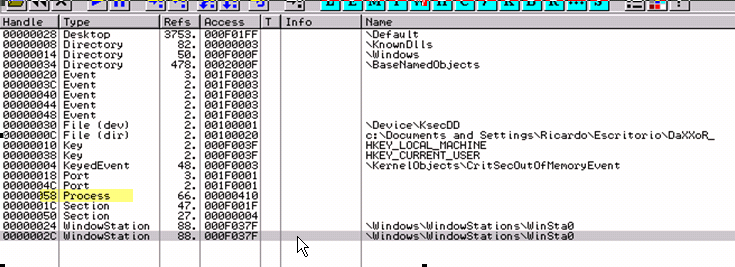 Handle Type Refs Access T Info Name
00000028 Desktop 3753. 000F01FF \Default
00000008 Directory 82. 00000003 \KnownDlls
00000014 Directory 50. 000F000F \Windows
00000034 Directory 478. 0002000F \BaseNamedObjects
00000020 Event 3. 001F0003
0000003C Event 2. 001F0003
00000040 Event 2. 001F0003
00000044 Event 2. 001F0003
00000048 Event 2. 001F0003
00000030 File (dev) 2. 00100001 \Device\KsecDD
0000000C File (dir) 2. 00100020 c:\Documents and Settings\Ricardo\Escritorio\DaXXoR_
00000010 Key 2. 000F003F HKEY_LOCAL_MACHINE
00000038 Key 2. 000F003F HKEY_CURRENT_USER
00000004 KeyedEvent 48. 000F0003 \KernelObjects\CritSecOutOfMemoryEvent
00000018 Port 3. 001F0001
0000004C Port 2. 001F0001
00000058 Process 66. 00000410
0000001C Section 47. 000F001F
00000050 Section 27. 00000004
00000024 WindowStation 88. 000F037F \Windows\WindowStations\WinSta0
0000002C WindowStation 88. 000F037F \Windows\WindowStations\WinSta0